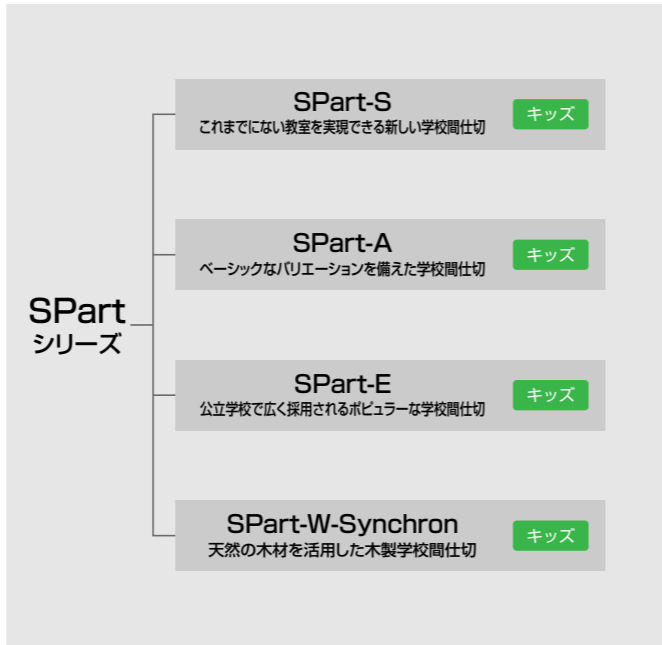 SPart
シリーズ
SPart-S
これまでにない教室を実現できる新しい学校間仕切
キッズ
SPart-A
ベーシックなバリエーションを備えた学校間仕切
キッズ
SPart-E
公立学校で広く採用されるポピュラーな学校間仕切
キッズ
SPart-W-Synchron
天然の木材を活用した木製学校間仕切
キッズ